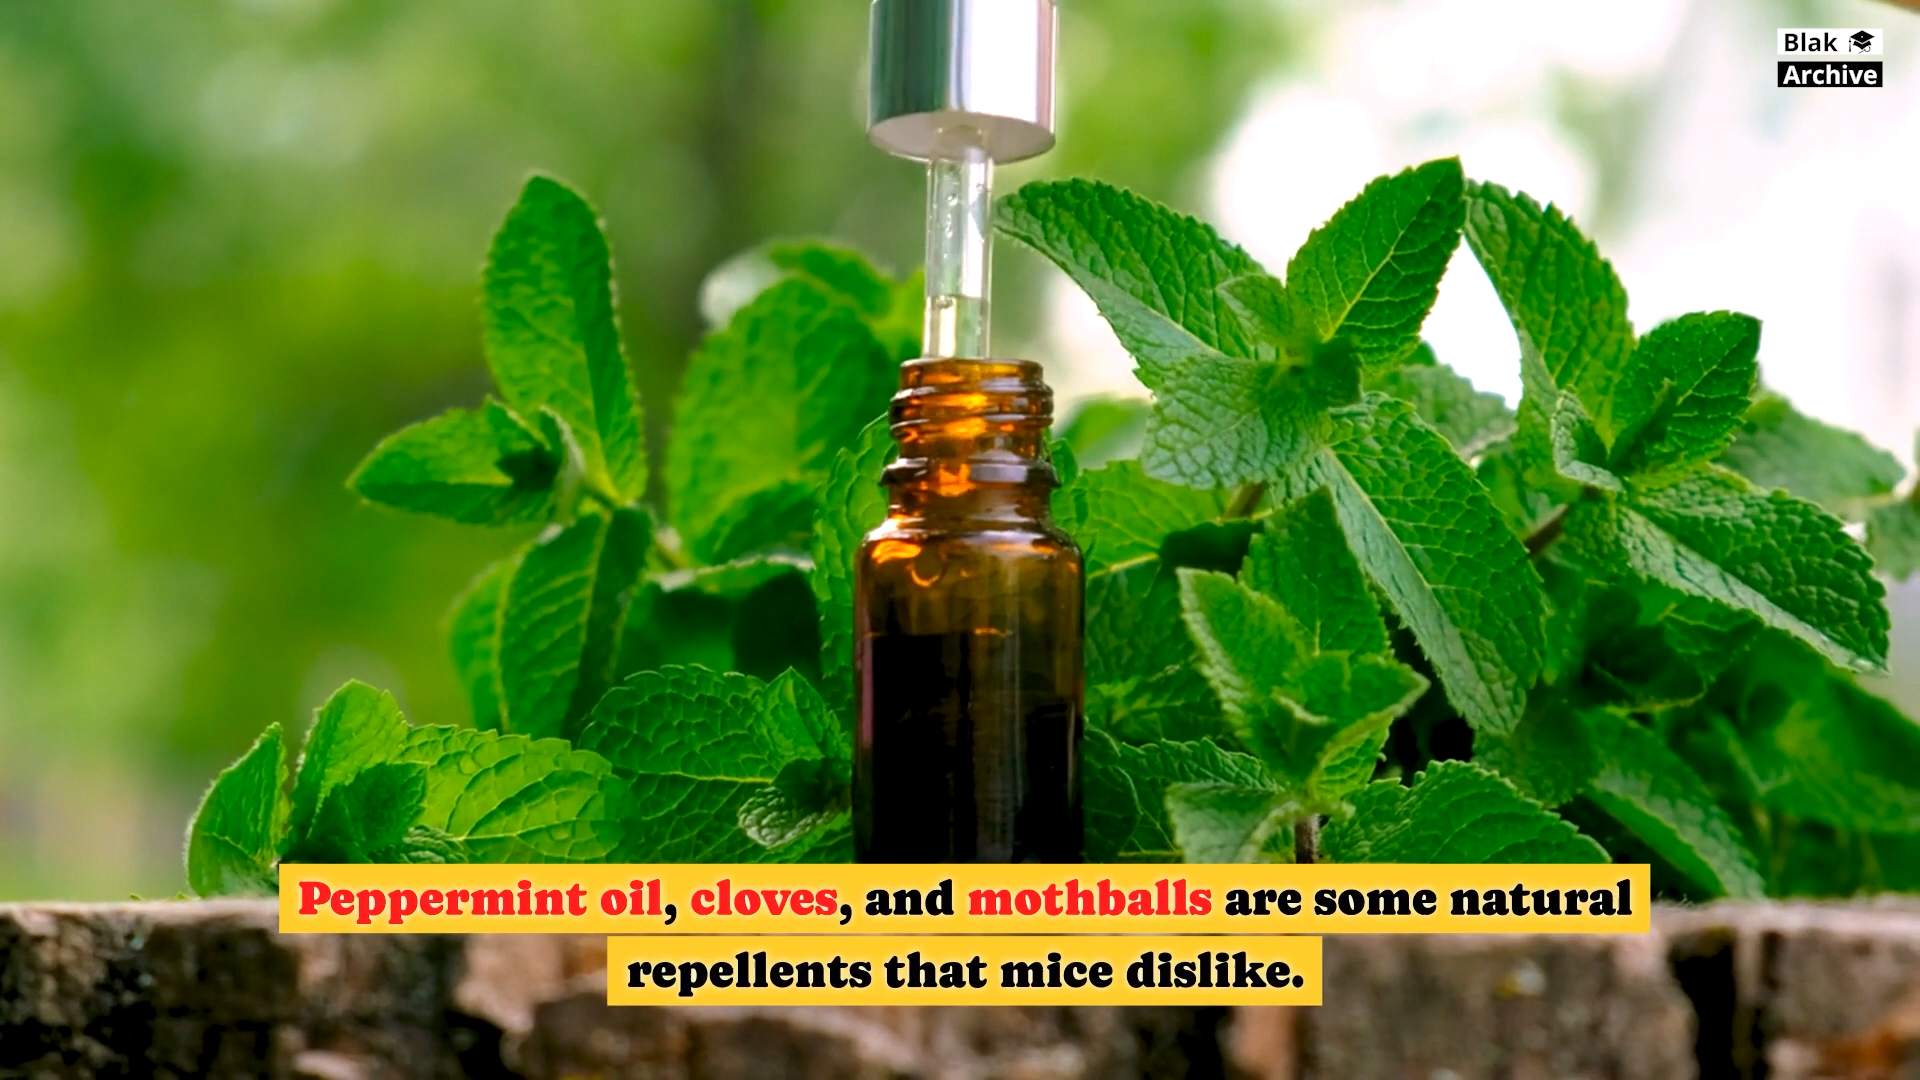 Blak
Archive
Peppermint oil, cloves, and mothballs are some natural
repellents that mice dislike.